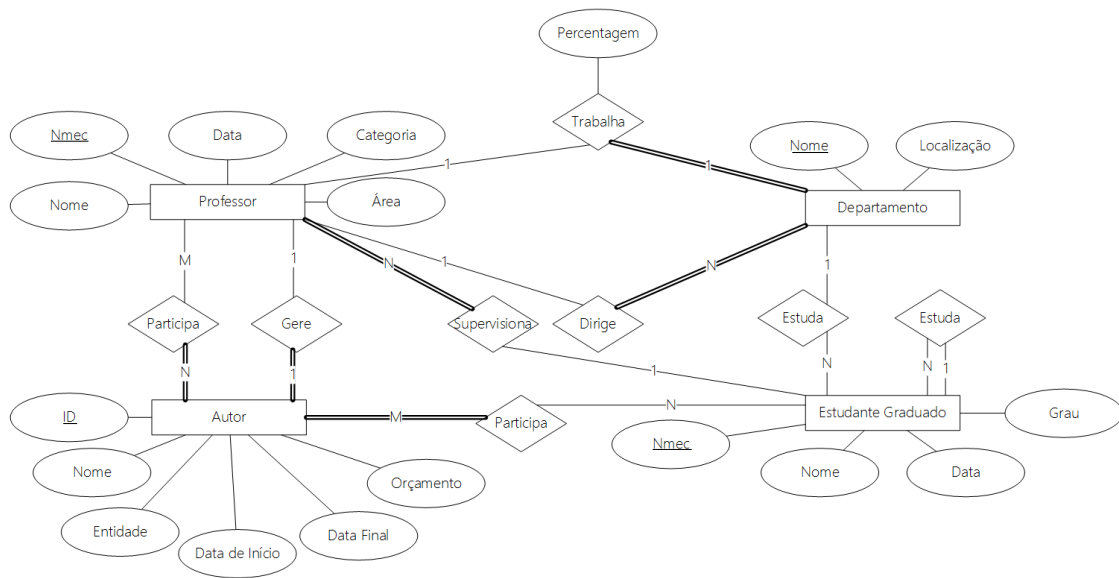 Percentagem
Trabalha
Nmec
Data
Categoria
Nome
Localização
1
1
Nome
Professor
Área
Departamento
M
1
N
1
N
1
Participa
Gere
Supervisiona
Dirige
Estuda
Estuda
N
1
1
N
N
1
ID
Autor
M
Participa
N
Estudante Graduado
Grau
Nmec
Nome
Orçamento
Nome
Data
Entidade
Data de Início
Data Final